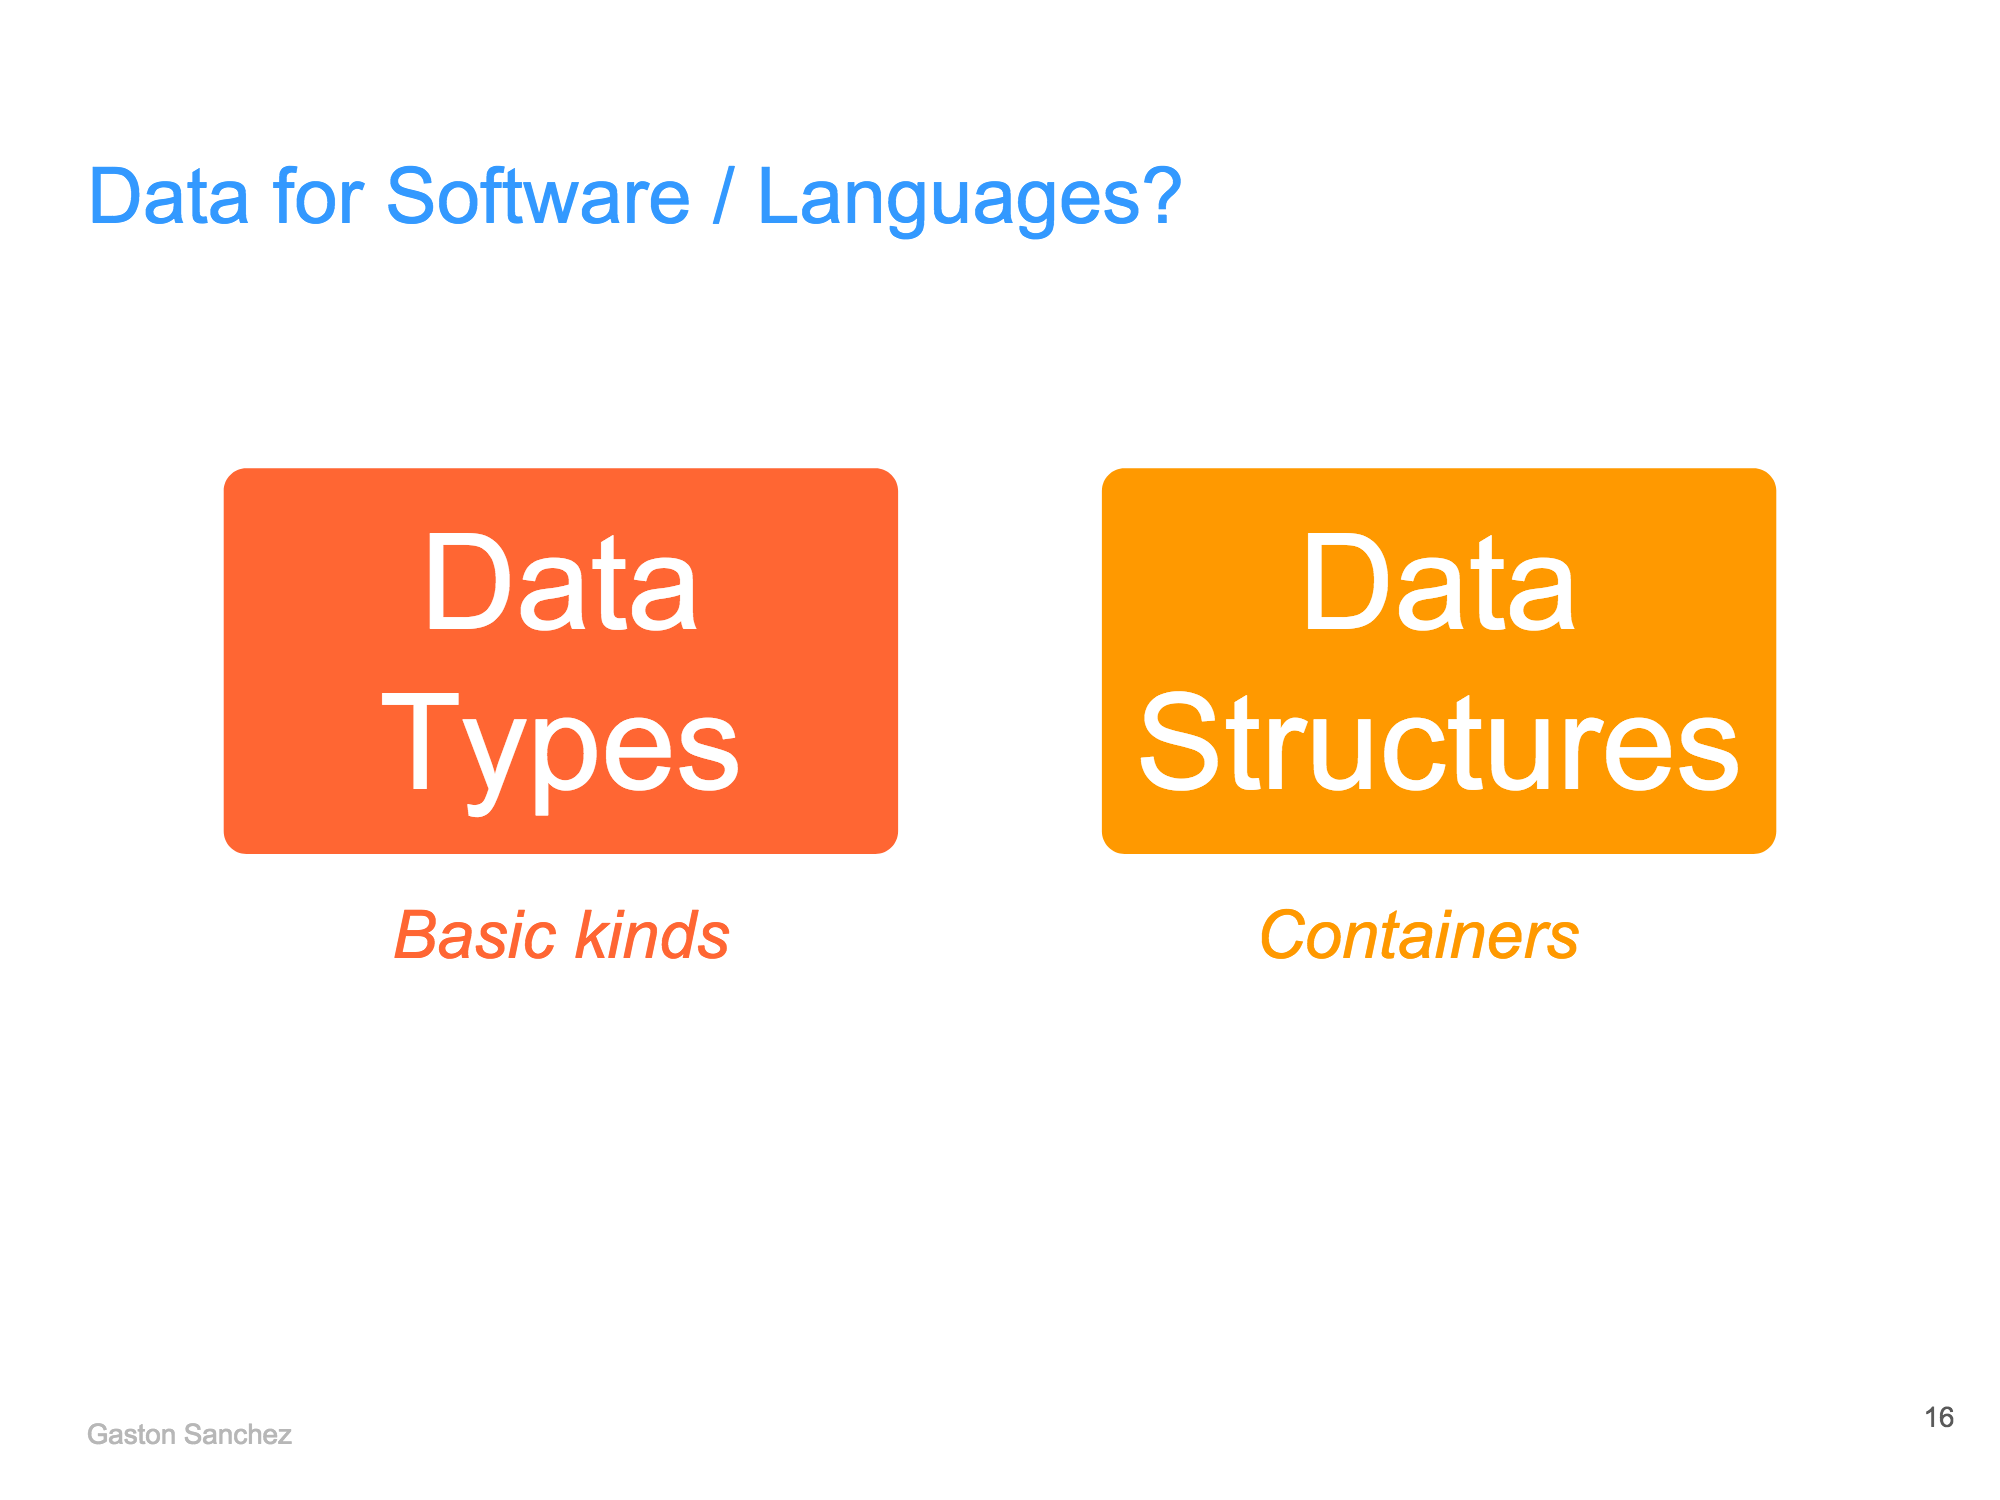 Data for Software / Languages?
Data
Types
Data
Structures
Basic kinds
Containers
Gaston Sanchez
16